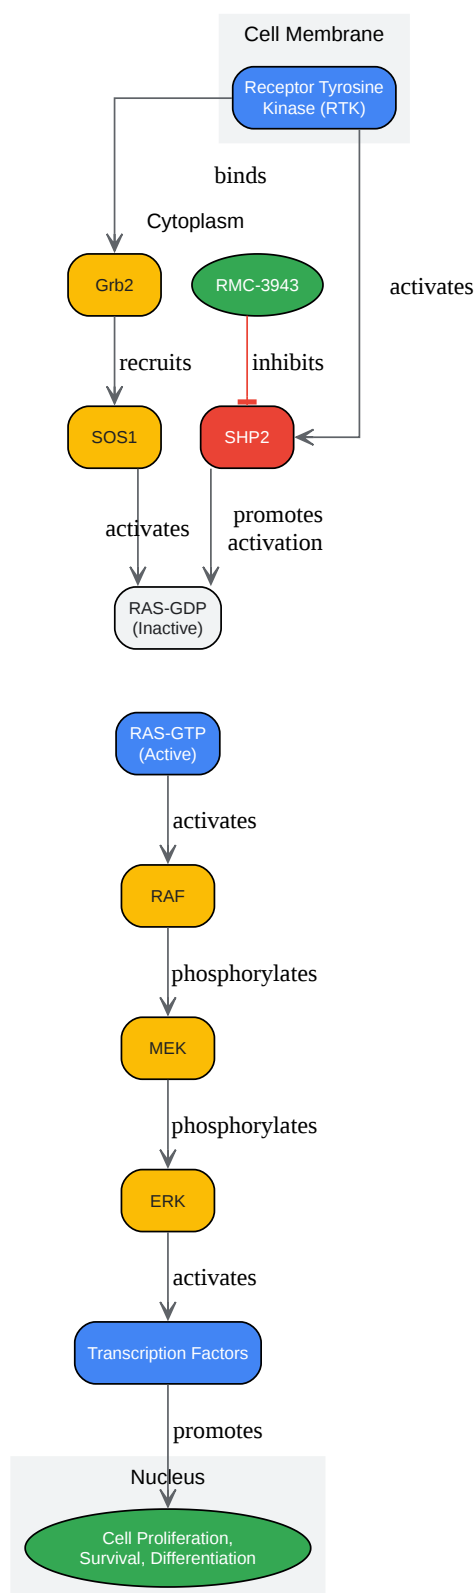 Cell Membrane
Receptor Tyrosine
Kinase (RTK)
binds
Cytoplasm
activates
Grb2
RMC-3943
recruits
inhibits
SOS1
SHP2
activates
promotes
activation
RAS-GDP
(Inactive)
RAS-GTP
(Active)
activates
RAF
phosphorylates
MEK
phosphorylates
ERK
activates
Transcription Factors
promotes
Nucleus
Cell Proliferation,
Survival, Differentiation